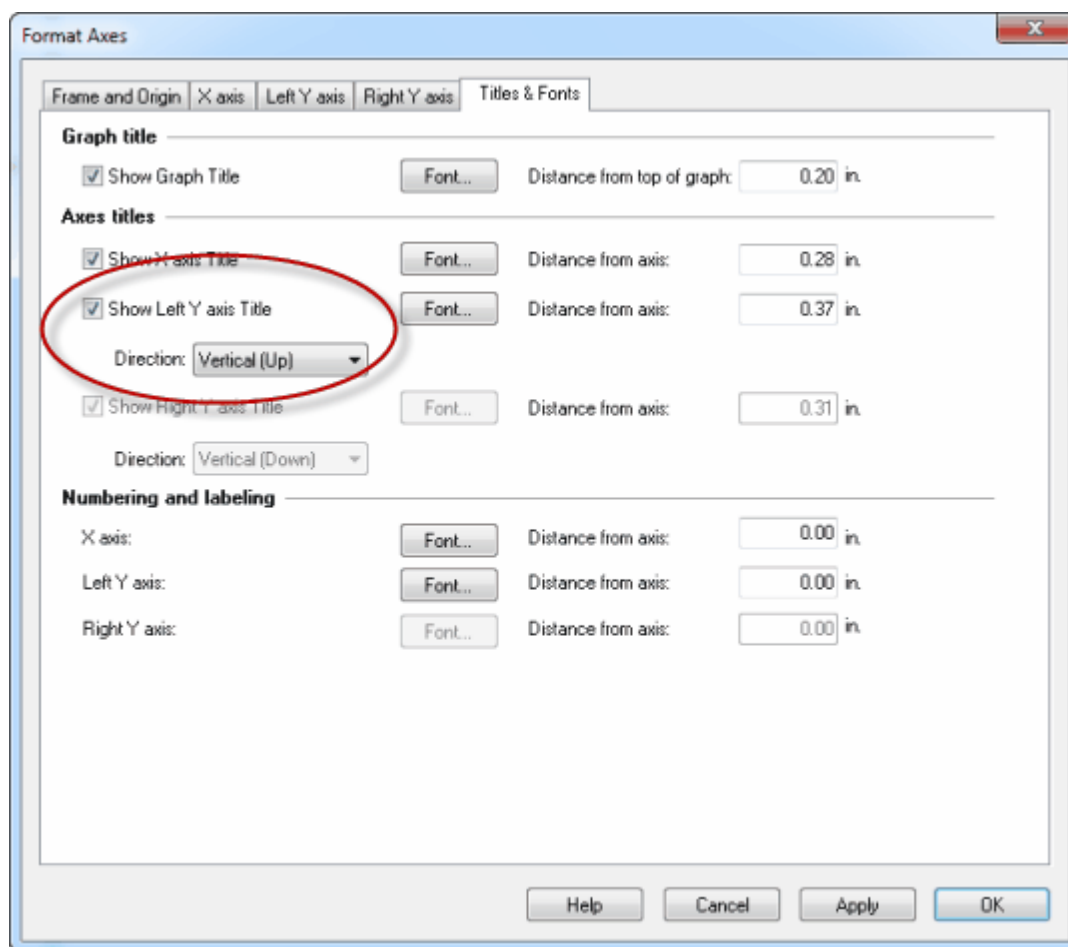 Format Axes
Frame and Origin X axis Left Y axis Right Y axis Titles & Fonts
Graph title
Show Graph Title Font... Distance from top of graph: 0.20 in.
Axes titles
Show X axis Title Font... Distance from axis: 0.28 in.
Show Left Y axis Title Font... Distance from axis: 0.37 in.
Direction: Vertical (Up)
Show Right Y axis Title Font... Distance from axis: 0.31 in.
Direction: Vertical (Down)
Numbering and labeling
X axis: Font... Distance from axis: 0.00 in.
Left Y axis: Font... Distance from axis: 0.00 in.
Right Y axis: Font... Distance from axis: 0.00 in.
Help Cancel Apply OK